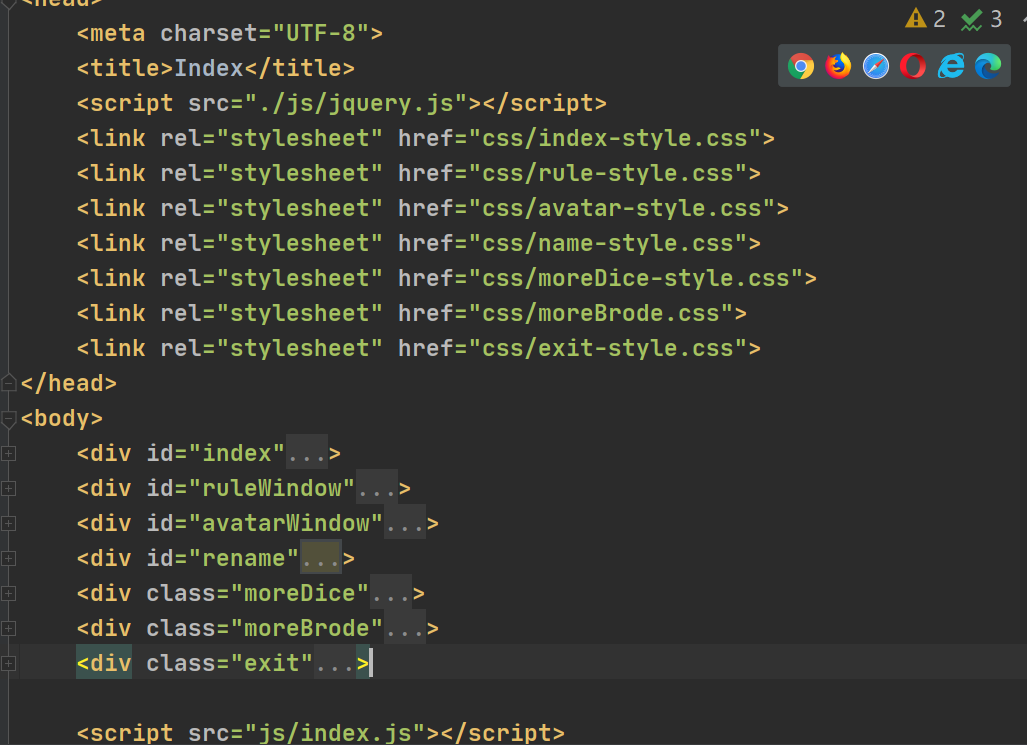 <head>
<meta charset="UTF-8">
<title>Index</title>
<script src="./js/jquery.js"></script>
<link rel="stylesheet" href="css/index-style.css">
<link rel="stylesheet" href="css/rule-style.css">
<link rel="stylesheet" href="css/avatar-style.css">
<link rel="stylesheet" href="css/name-style.css">
<link rel="stylesheet" href="css/moreDice-style.css">
<link rel="stylesheet" href="css/moreBrode.css">
<link rel="stylesheet" href="css/exit-style.css">
</head>
<body>
<div id="index"...>
<div id="ruleWindow"...>
<div id="avatarWindow"...>
<div id="rename"...>
<div class="moreDice"...>
<div class="moreBrode"...>
<div class="exit"...>
<script src="js/index.js"></script>
2 3